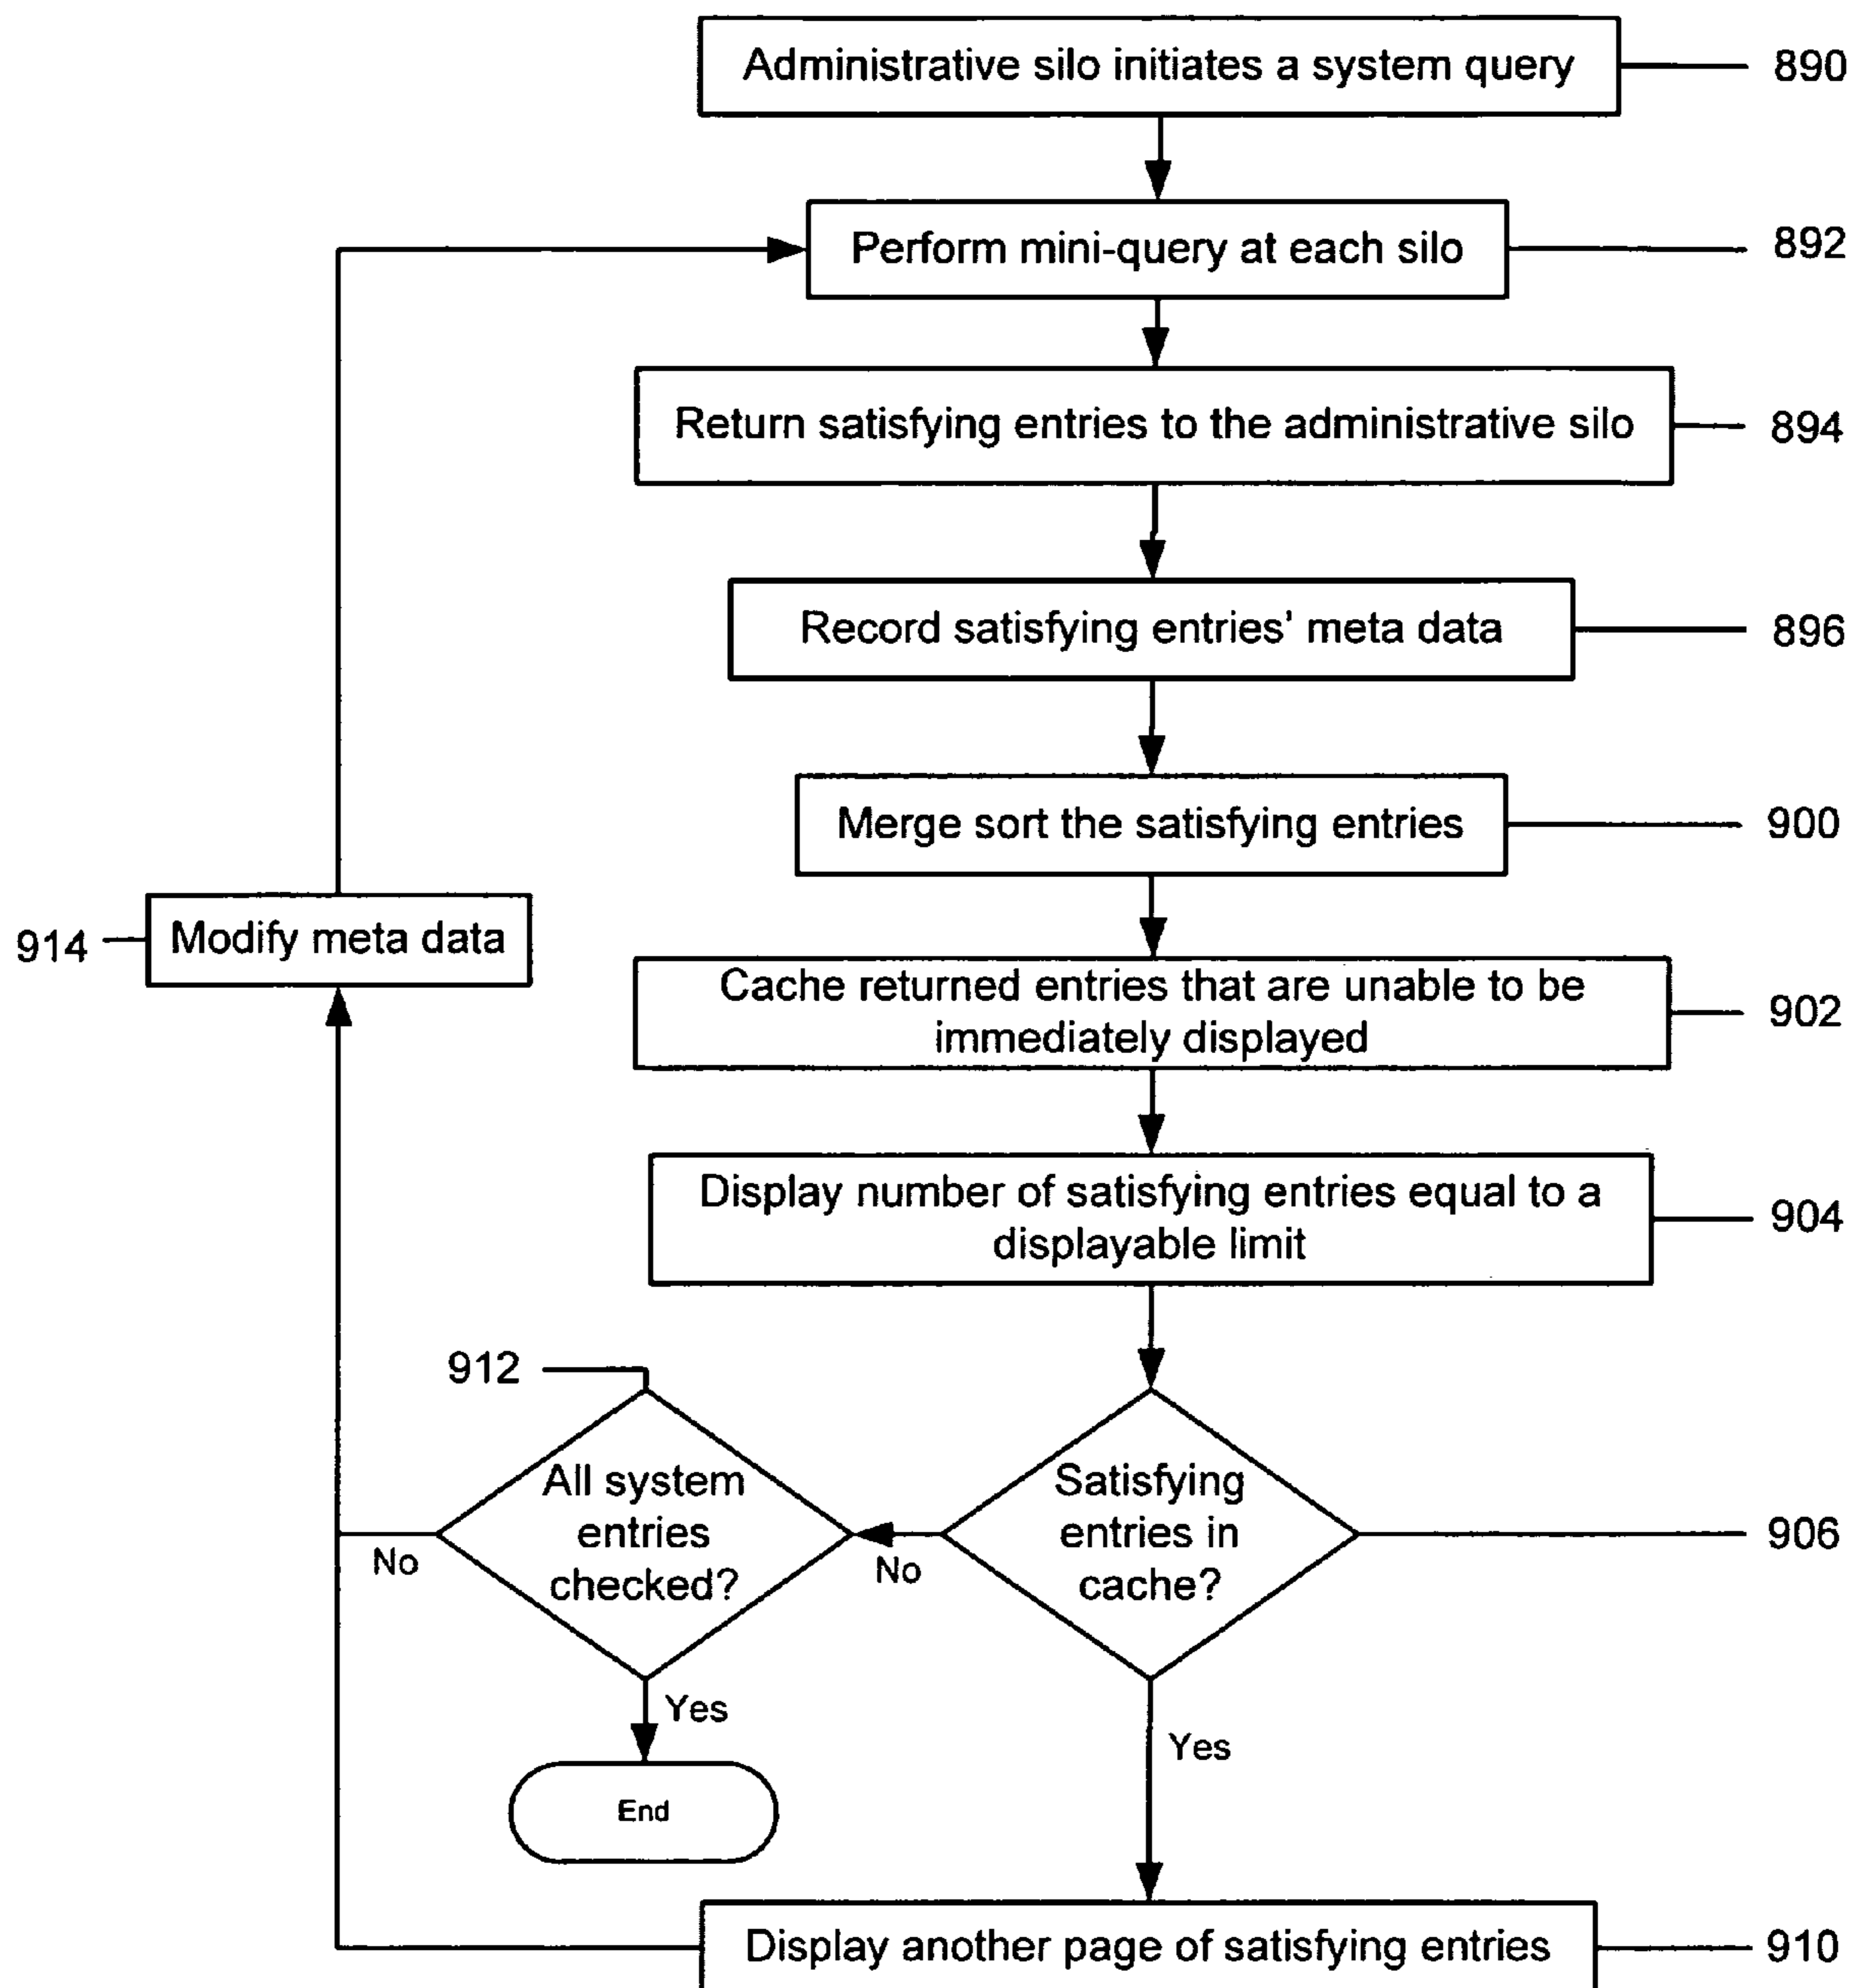 Administrative silo initiates a system query
890
Perform mini-query at each silo
892
Return satisfying entries to the administrative silo
894
Record satisfying entries' meta data
896
Merge sort the satisfying entries
900
914
Modify meta data
Cache returned entries that are unable to be
immediately displayed
902
Display number of satisfying entries equal to a
displayable limit
904
912
All system
entries
checked?
No
Satisfying
entries in
cache?
906
No
Yes
End
Yes
Display another page of satisfying entries
910